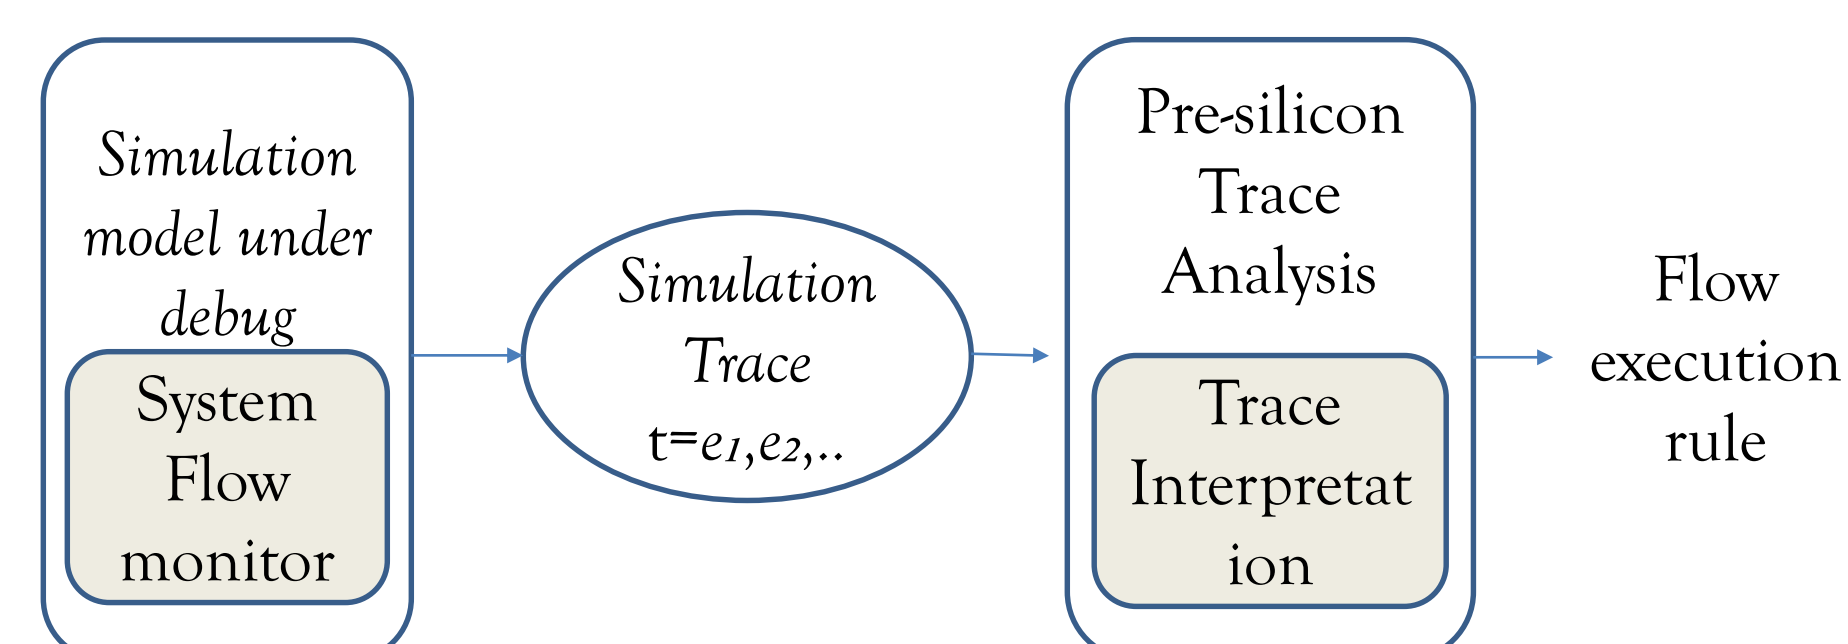 Simulation
model under
debug
System
Flow
monitor
Simulation
Trace
t=e1,e2,..
Pre-silicon
Trace
Analysis
Trace
Interpretat
ion
Flow
execution
rule